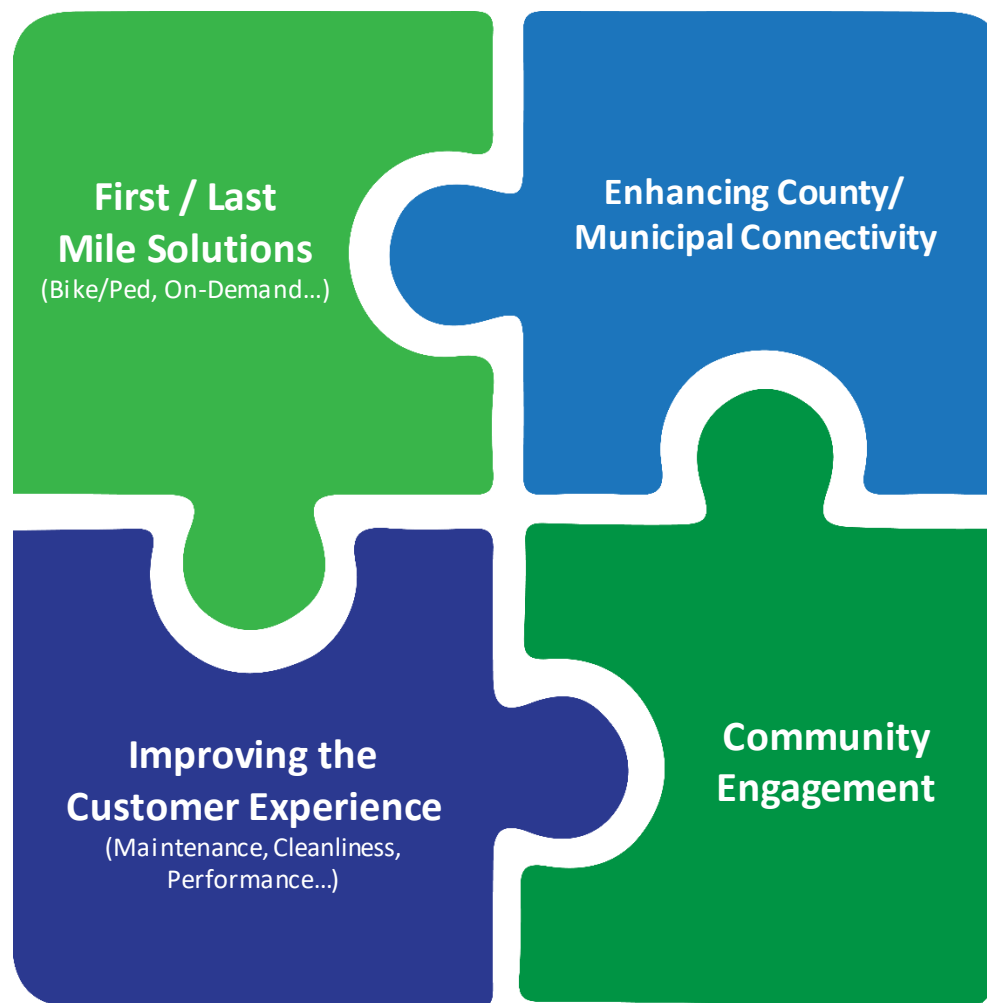 First / Last
Mile Solutions
(Bike/Ped, On-Demand...)
Enhancing County/
Municipal Connectivity
Improving the
Customer Experience
(Maintenance, Cleanliness,
Performance...)
Community
Engagement